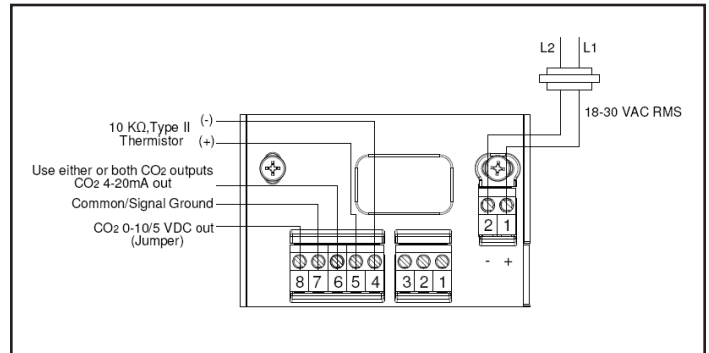 L2 L1
18-30 VAC RMS
10 KΩ,Type II (-)
Thermistor (+)
Use either or both CO2 outputs
CO2 4-20mA out
Common/Signal Ground
CO2 0-10/5 VDC out
(Jumper)
2 1
- +
8 7 6 5 4 3 2 1